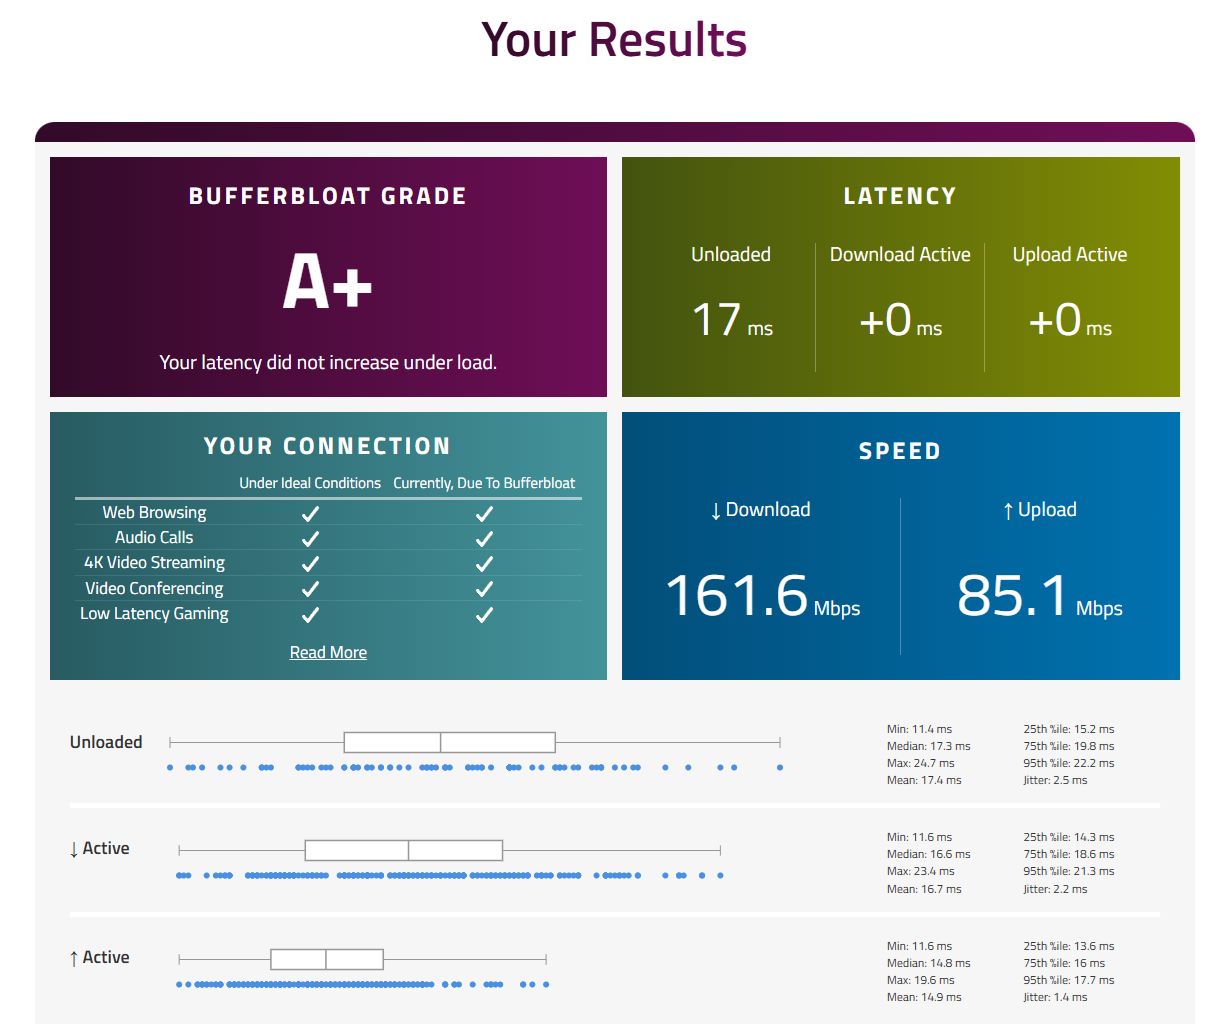 Your Results
BUFFERBLOAT GRADE
A+
Your latency did not increase under load.
LATENCY
Unloaded Download Active Upload Active
17 ms +0 ms +0 ms
YOUR CONNECTION
Under Ideal Conditions Currently, Due To Bufferbloat
Web Browsing
Audio Calls
4K Video Streaming
Video Conferencing
Low Latency Gaming
Read More
SPEED
↓ Download ↑ Upload
161.6 Mbps 85.1 Mbps
Unloaded
Min: 11.4 ms 25th %ile: 15.2 ms
Median: 17.3 ms 75th %ile: 19.8 ms
Max: 24.7 ms 95th %ile: 22.2 ms
Mean: 17.4 ms Jitter: 2.5 ms
↓ Active
Min: 11.6 ms 25th %ile: 14.3 ms
Median: 16.6 ms 75th %ile: 18.6 ms
Max: 23.4 ms 95th %ile: 21.3 ms
Mean: 16.7 ms Jitter: 2.2 ms
↑ Active
Min: 11.6 ms 25th %ile: 13.6 ms
Median: 14.8 ms 75th %ile: 16 ms
Max: 19.6 ms 95th %ile: 17.7 ms
Mean: 14.9 ms Jitter: 1.4 ms